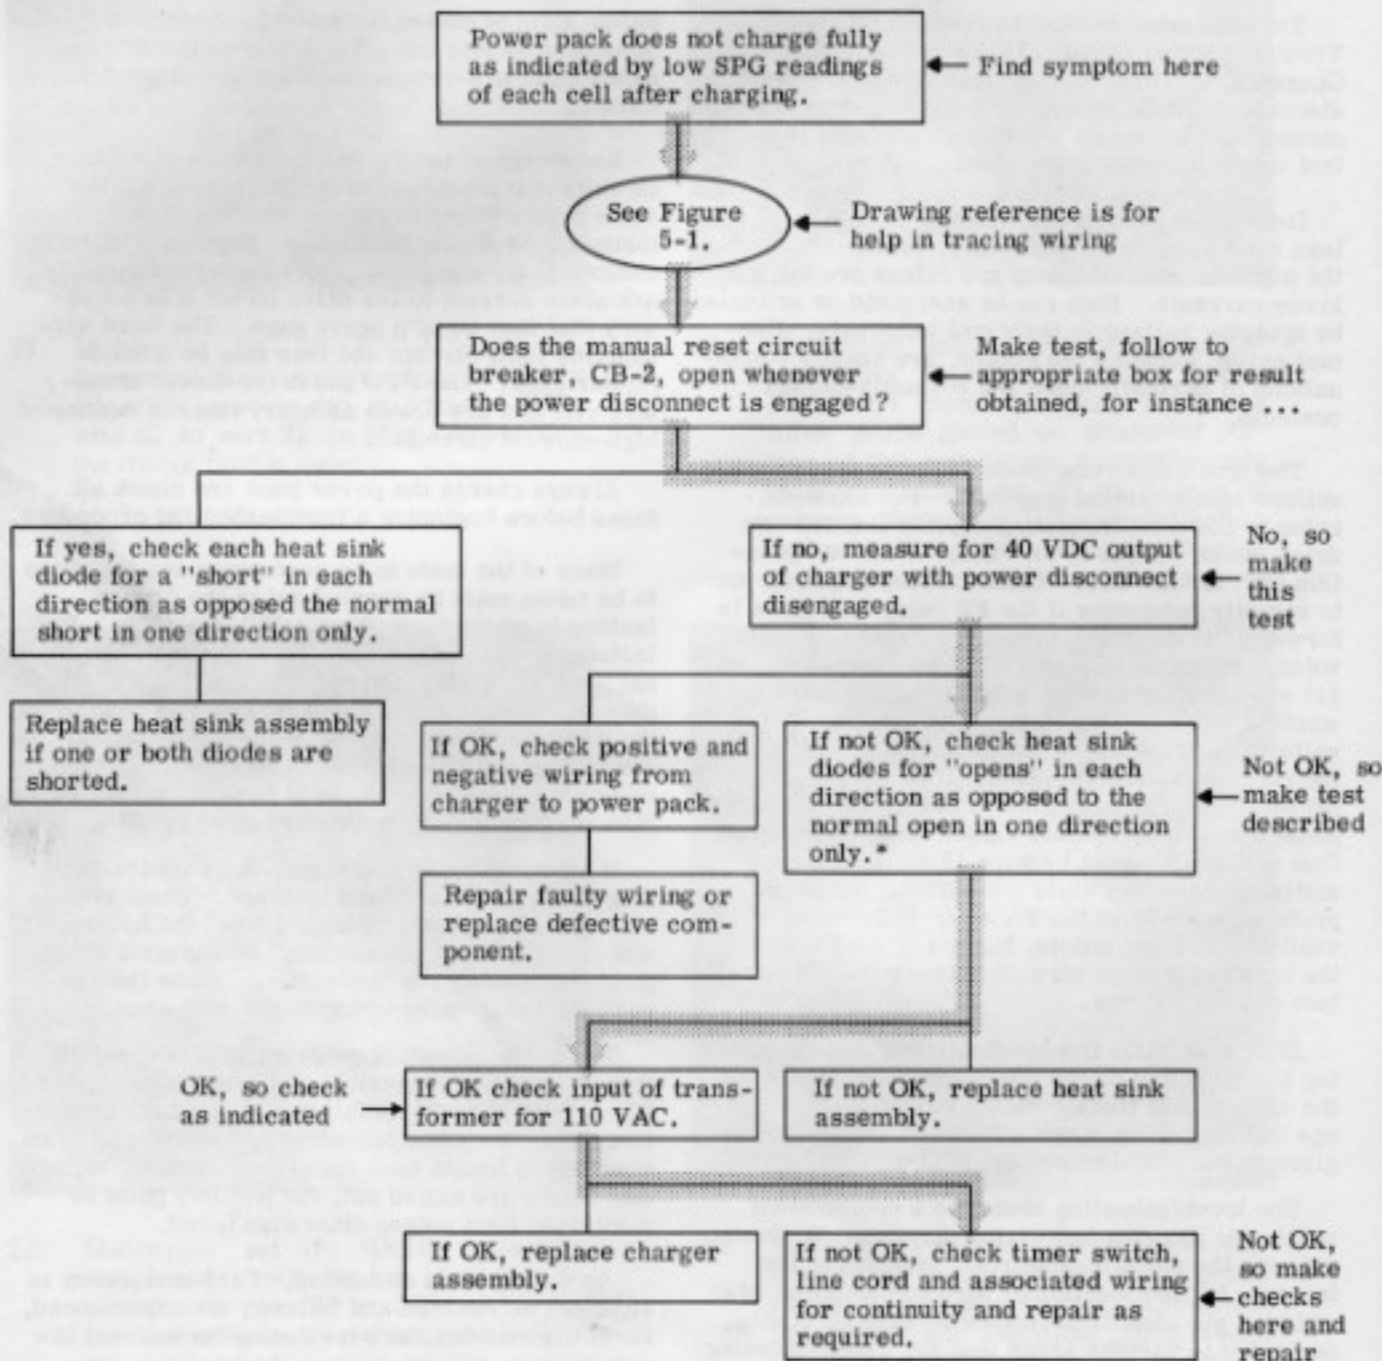 Power pack does not charge fully
as indicated by low SPG readings
of each cell after charging.
Find symptom here
See Figure
5-1.
Drawing reference is for
help in tracing wiring
Does the manual reset circuit
breaker, CB-2, open whenever
the power disconnect is engaged?
Make test, follow to
appropriate box for result
obtained, for instance ...
If yes, check each heat sink
diode for a "short" in each
direction as opposed the normal
short in one direction only.
If no, measure for 40 VDC output
of charger with power disconnect
disengaged.
No, so
make
this
test
Replace heat sink assembly
if one or both diodes are
shorted.
If OK, check positive and
negative wiring from
charger to power pack.
If not OK, check heat sink
diodes for "opens" in each
direction as opposed to the
normal open in one direction
only.*
Not OK, so
make test
described
Repair faulty wiring or
replace defective com-
ponent.
OK, so check
as indicated
If OK check input of trans-
former for 110 VAC.
If not OK, replace heat sink
assembly.
If OK, replace charger
assembly.
If not OK, check timer switch,
line cord and associated wiring
for continuity and repair as
required.
Not OK,
so make
checks
here and
repair